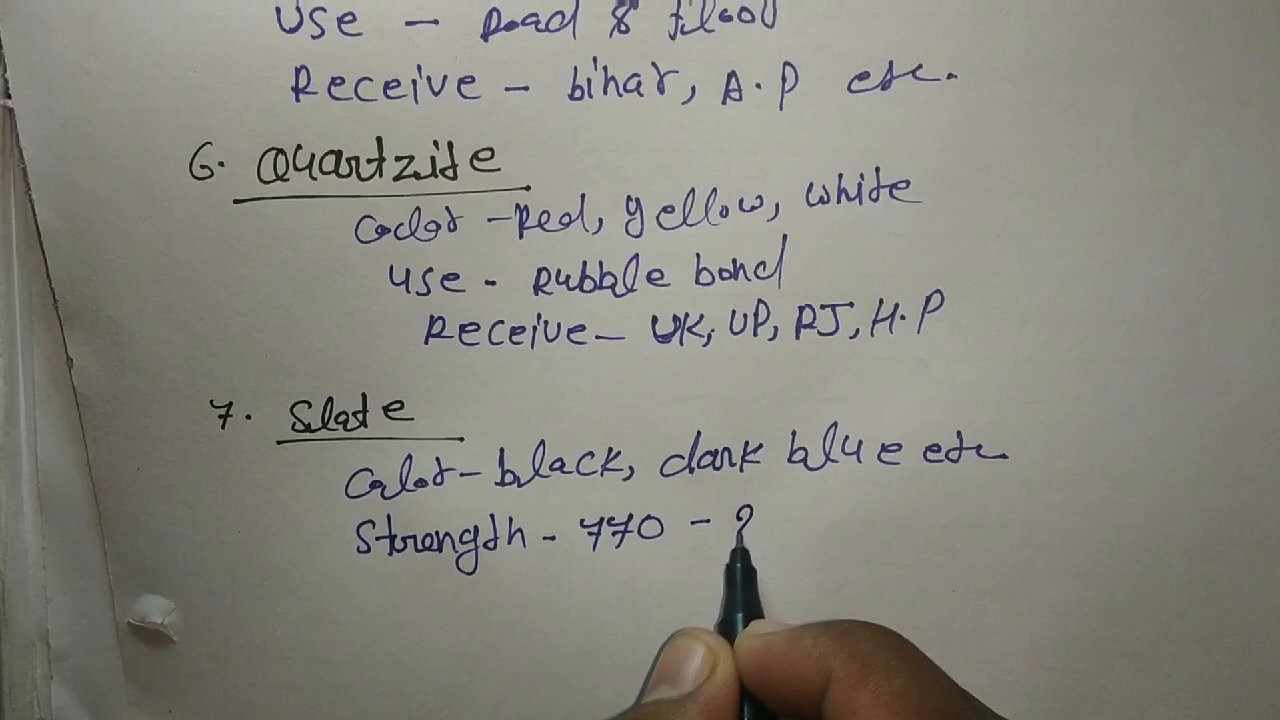 Use - Road & floor
Receive - bihar, A.P etc.
6. Quartzite
Color - Red, yellow, white
Use - Rubble bond
Receive - UK, UP, RJ, H.P
7. Slate
Color - black, dark blue etc
Strength - 770 -